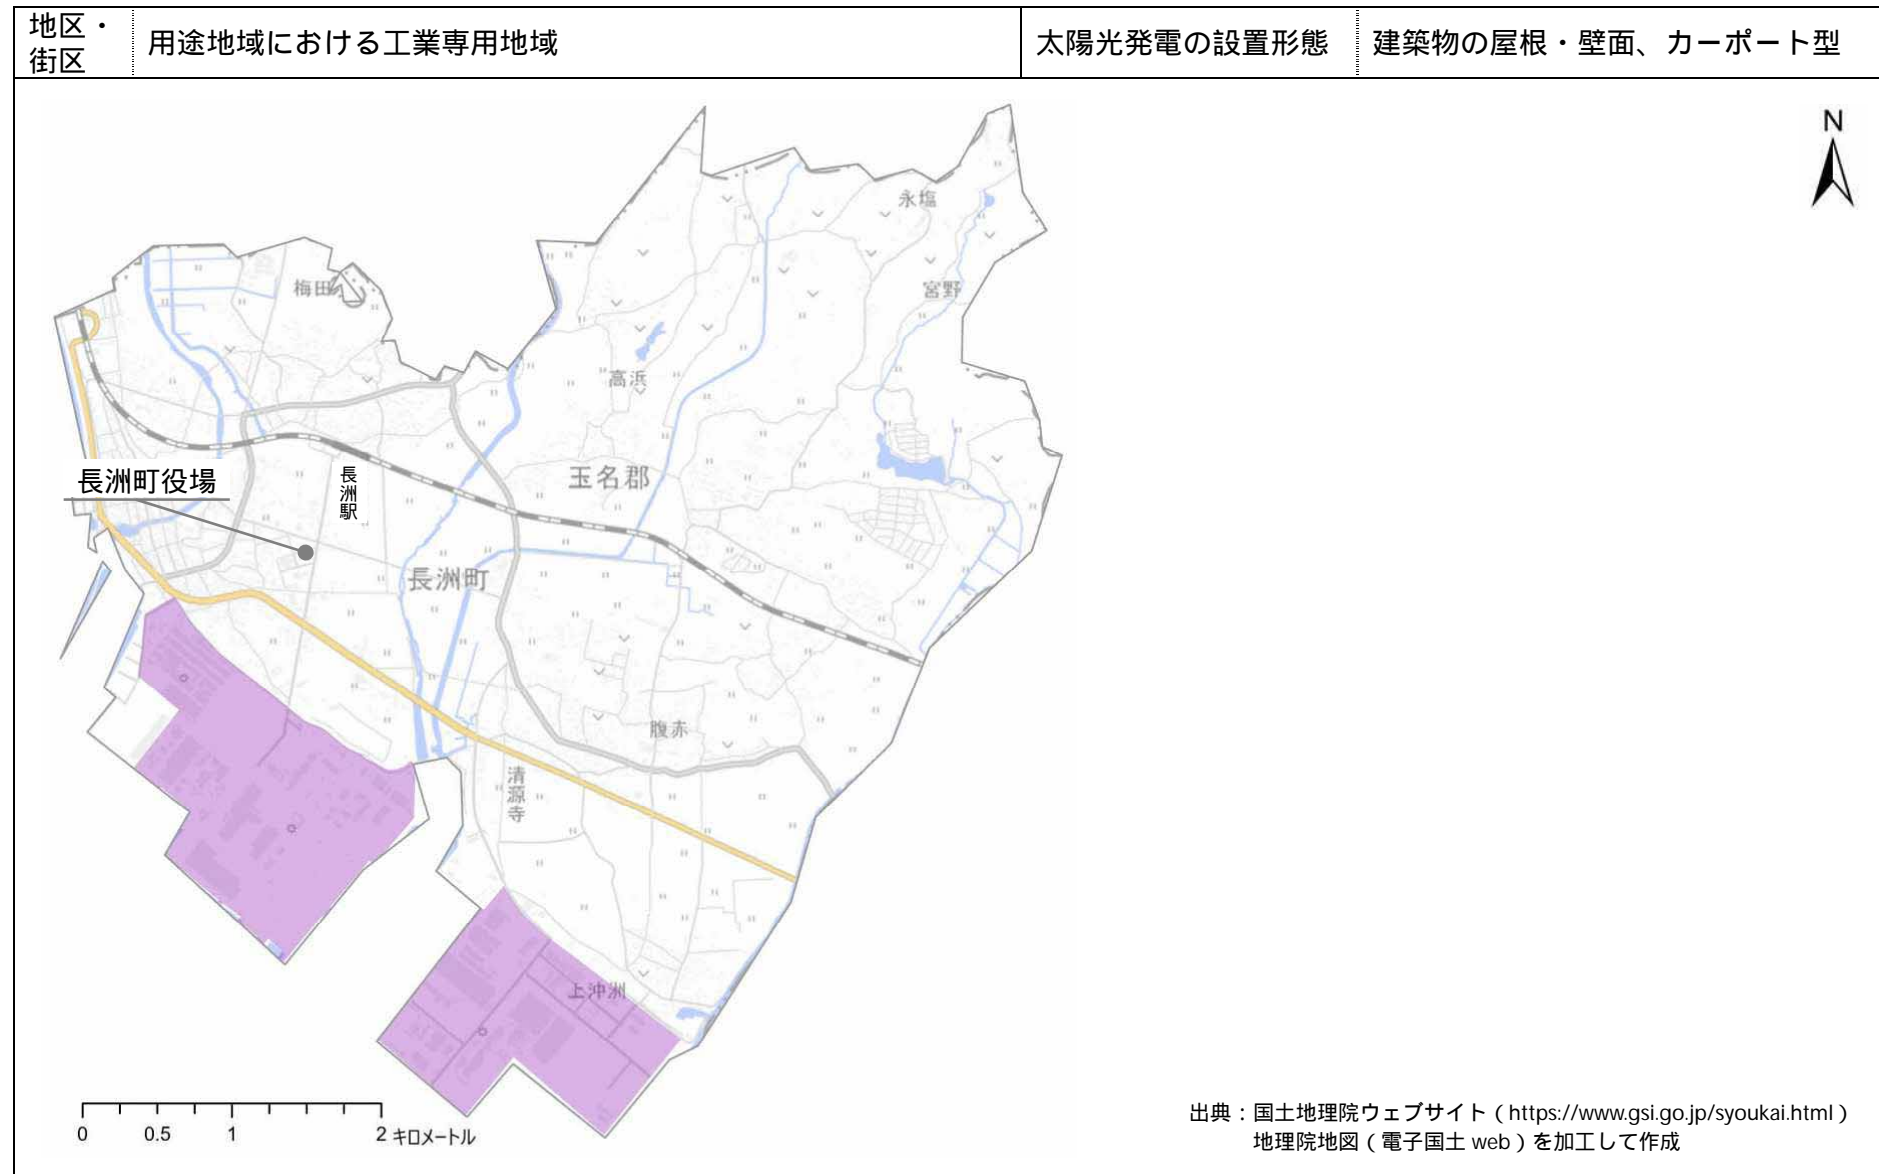 地区・
街区
用途地域における工業専用地域
太陽光発電の設置形態
建築物の屋根・壁面、カーポート型
N
永塩
宮野
梅田
高浜
玉名郡
長洲町役場
長洲駅
長洲町
腹赤
清源寺
上沖洲
0 0.5 1 2 キロメートル
出典：国土地理院ウェブサイト（https://www.gsi.go.jp/syoukai.html）
地理院地図（電子国土 web）を加工して作成